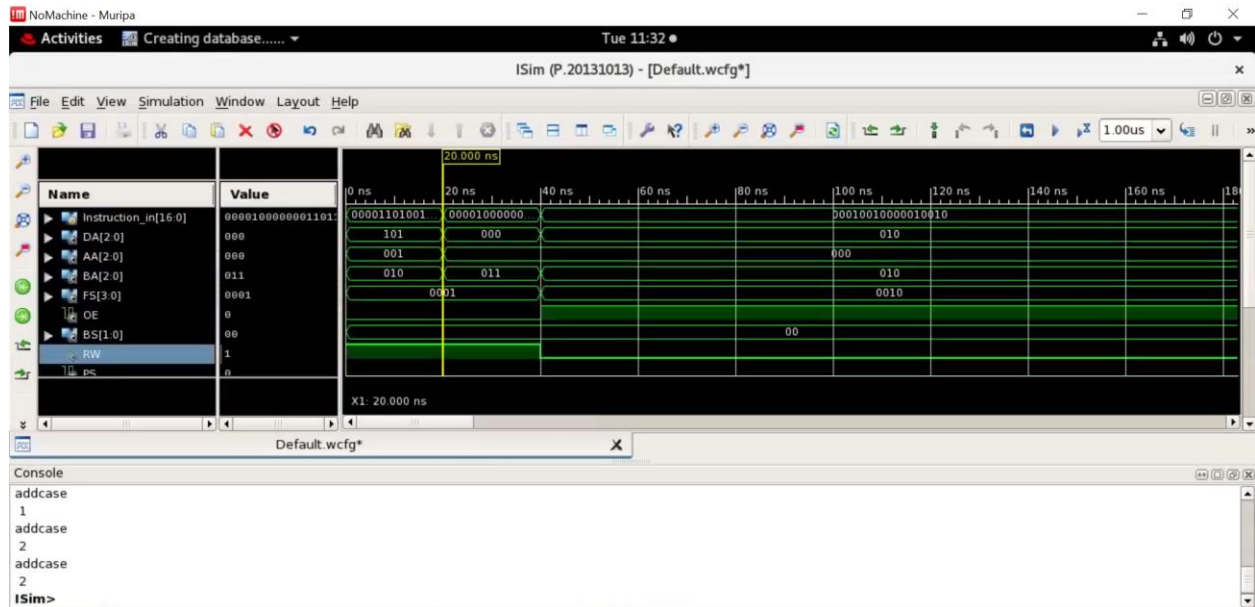 NoMachine - Muripa
Activities Creating database...... Tue 11:32
ISim (P.20131013) - [Default.wcfg*]
File Edit View Simulation Window Layout Help
1.00us
20.000 ns
Name Value 0 ns 20 ns 40 ns 60 ns 80 ns 100 ns 120 ns 140 ns 160 ns 18
Instruction_in[16:0] 00001101001... 00001000000... 00010010000010010
DA[2:0] 000 101 000 010
AA[2:0] 000 001 000
BA[2:0] 011 010 011 010
FS[3:0] 0001 0001 0010
OE 0
BS[1:0] 00 00
RW 1
PS 0
X1: 20.000 ns
Default.wcfg*
Console
addcase
1
addcase
2
addcase
2
ISim>